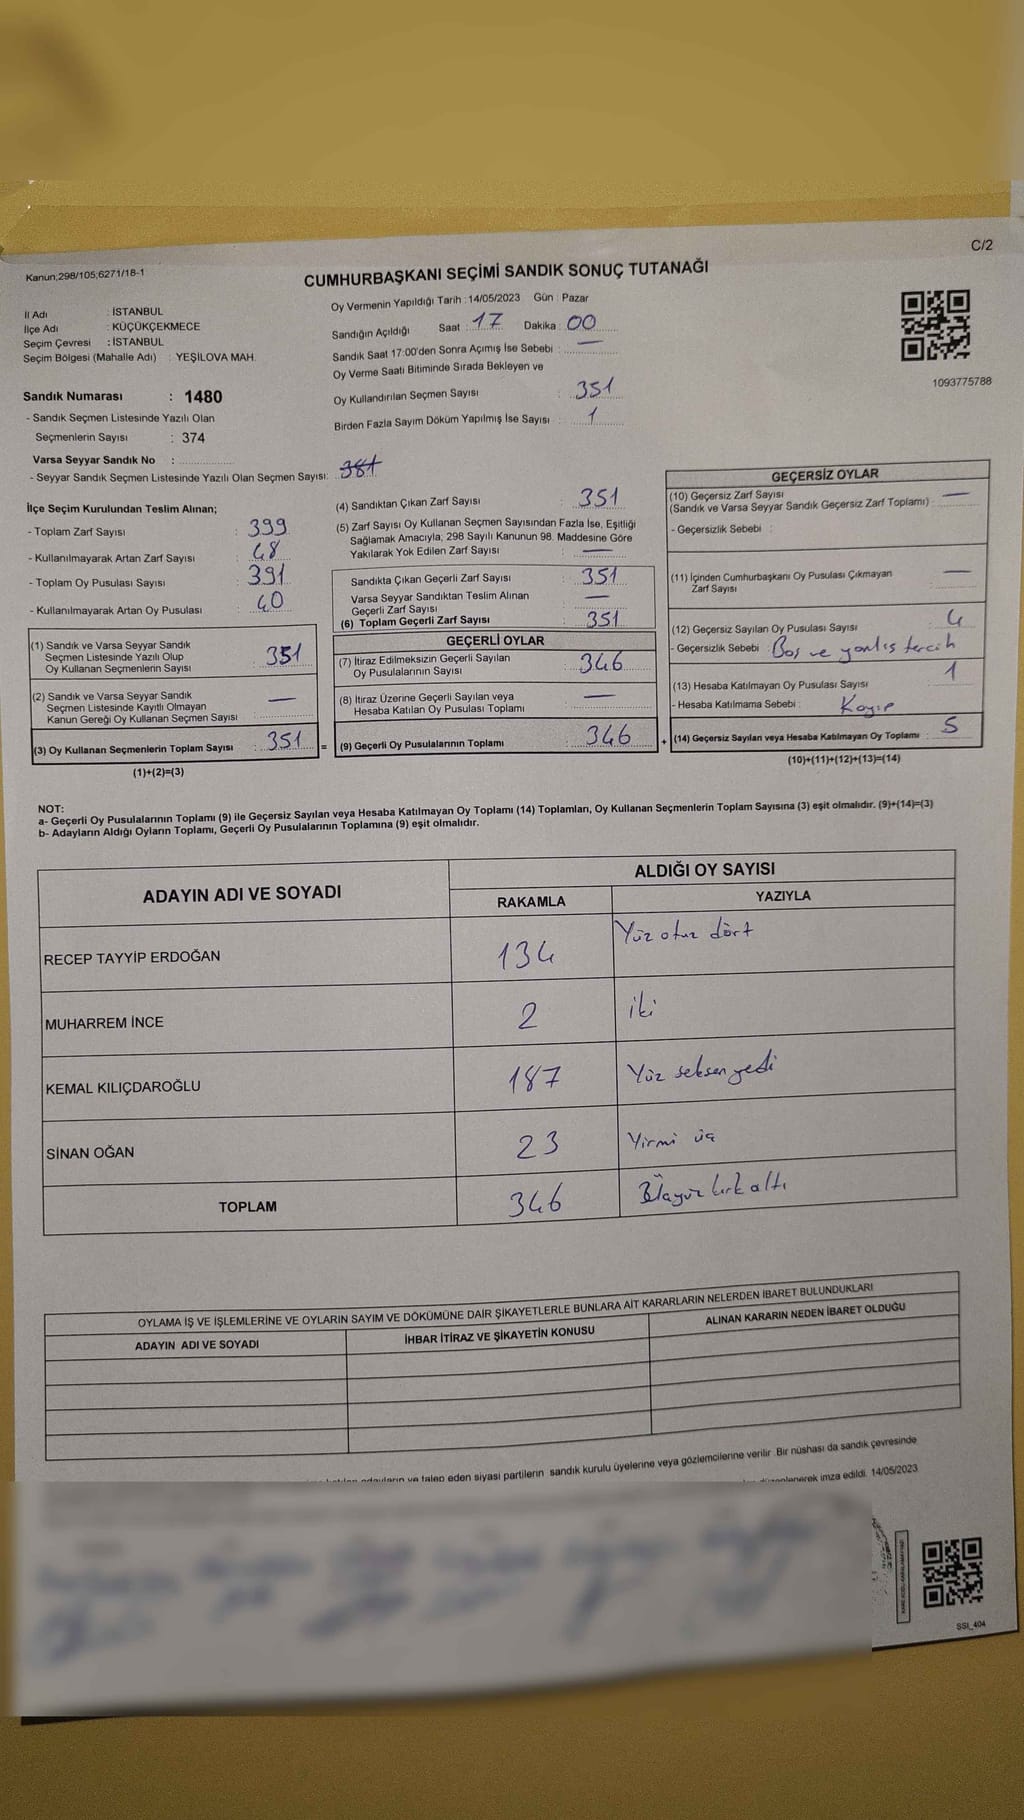 C/2
Kanun;298/105;6271/18-1
CUMHURBAŞKANI SEÇİMİ SANDIK SONUÇ TUTANAĞI
İl Adı : İSTANBUL
İlçe Adı : KÜÇÜKÇEKMECE
Seçim Çevresi : İSTANBUL
Seçim Bölgesi (Mahalle Adı) : YEŞİLOVA MAH.
Sandık Numarası : 1480
- Sandık Seçmen Listesinde Yazılı Olan
Seçmenlerin Sayısı : 374
Varsa Seyyar Sandık No :
- Seyyar Sandık Seçmen Listesinde Yazılı Olan Seçmen Sayısı:
Oy Vermenin Yapıldığı Tarih : 14/05/2023 Gün : Pazar
Sandığın Açıldığı Saat : 17 Dakika : 00
Sandık Saat 17:00'den Sonra Açımış İse Sebebi : —
Oy Verme Saati Bitiminde Sırada Bekleyen ve
Oy Kullandırılan Seçmen Sayısı : 351
Birden Fazla Sayım Döküm Yapılmış İse Sayısı : 1
1093775788
İlçe Seçim Kurulundan Teslim Alınan;
- Toplam Zarf Sayısı : 399
- Kullanılmayarak Artan Zarf Sayısı : 48
- Toplam Oy Pusulası Sayısı : 391
- Kullanılmayarak Artan Oy Pusulası : 40
(1) Sandık ve Varsa Seyyar Sandık
Seçmen Listesinde Yazılı Olup
Oy Kullanan Seçmenlerin Sayısı : 351
(2) Sandık ve Varsa Seyyar Sandık
Seçmen Listesinde Kayıtlı Olmayan
Kanun Gereği Oy Kullanan Seçmen Sayısı : —
(3) Oy Kullanan Seçmenlerin Toplam Sayısı : 351 =
(1)+(2)=(3)
(4) Sandıktan Çıkan Zarf Sayısı : 351
(5) Zarf Sayısı Oy Kullanan Seçmen Sayısından Fazla İse, Eşitliği
Sağlamak Amacıyla; 298 Sayılı Kanunun 98. Maddesine Göre
Yakılarak Yok Edilen Zarf Sayısı : —
Sandıkta Çıkan Geçerli Zarf Sayısı : 351
Varsa Seyyar Sandıktan Teslim Alınan
Geçerli Zarf Sayısı : —
(6) Toplam Geçerli Zarf Sayısı : 351
GEÇERLİ OYLAR
(7) İtiraz Edilmeksizin Geçerli Sayılan
Oy Pusulalarının Sayısı : 346
(8) İtiraz Üzerine Geçerli Sayılan veya
Hesaba Katılan Oy Pusulası Toplamı : —
(9) Geçerli Oy Pusulalarının Toplamı : 346 +
GEÇERSİZ OYLAR
(10) Geçersiz Zarf Sayısı
(Sandık ve Varsa Seyyar Sandık Geçersiz Zarf Toplamı) : —
- Geçersizlik Sebebi :
(11) İçinden Cumhurbaşkanı Oy Pusulası Çıkmayan
Zarf Sayısı : —
(12) Geçersiz Sayılan Oy Pusulası Sayısı : 4
- Geçersizlik Sebebi : Boş ve yanlış tercih
(13) Hesaba Katılmayan Oy Pusulası Sayısı : 1
- Hesaba Katılmama Sebebi : Kayıp
(14) Geçersiz Sayılan veya Hesaba Katılmayan Oy Toplamı : 5
(10)+(11)+(12)+(13)=(14)
NOT:
a- Geçerli Oy Pusulalarının Toplamı (9) ile Geçersiz Sayılan veya Hesaba Katılmayan Oy Toplamı (14) Toplamları, Oy Kullanan Seçmenlerin Toplam Sayısına (3) eşit olmalıdır. (9)+(14)=(3)
b- Adayların Aldığı Oyların Toplamı, Geçerli Oy Pusulalarının Toplamına (9) eşit olmalıdır.
ADAYIN ADI VE SOYADI
ALDIĞI OY SAYISI
RAKAMLA YAZIYLA
RECEP TAYYİP ERDOĞAN 134 Yüz otuz dört
MUHARREM İNCE 2 iki
KEMAL KILIÇDAROĞLU 187 Yüz seksen yedi
SİNAN OĞAN 23 Yirmi üç
TOPLAM 346 kırk altı
OYLAMA İŞ VE İŞLEMLERİNE VE OYLARIN SAYIM VE DÖKÜMÜNE DAİR ŞİKAYETLERLE BUNLARA AİT KARARLARIN NELERDEN İBARET BULUNDUKLARI
ADAYIN ADI VE SOYADI İHBAR İTİRAZ VE ŞİKAYETİN KONUSU ALINAN KARARIN NEDEN İBARET OLDUĞU
adayların ve talep eden siyasi partilerin sandık kurulu üyelerine veya gözlemcilerine verilir. Bir nüshası da sandık çevresinde
imza edildi. 14/05/2023
SSI_404